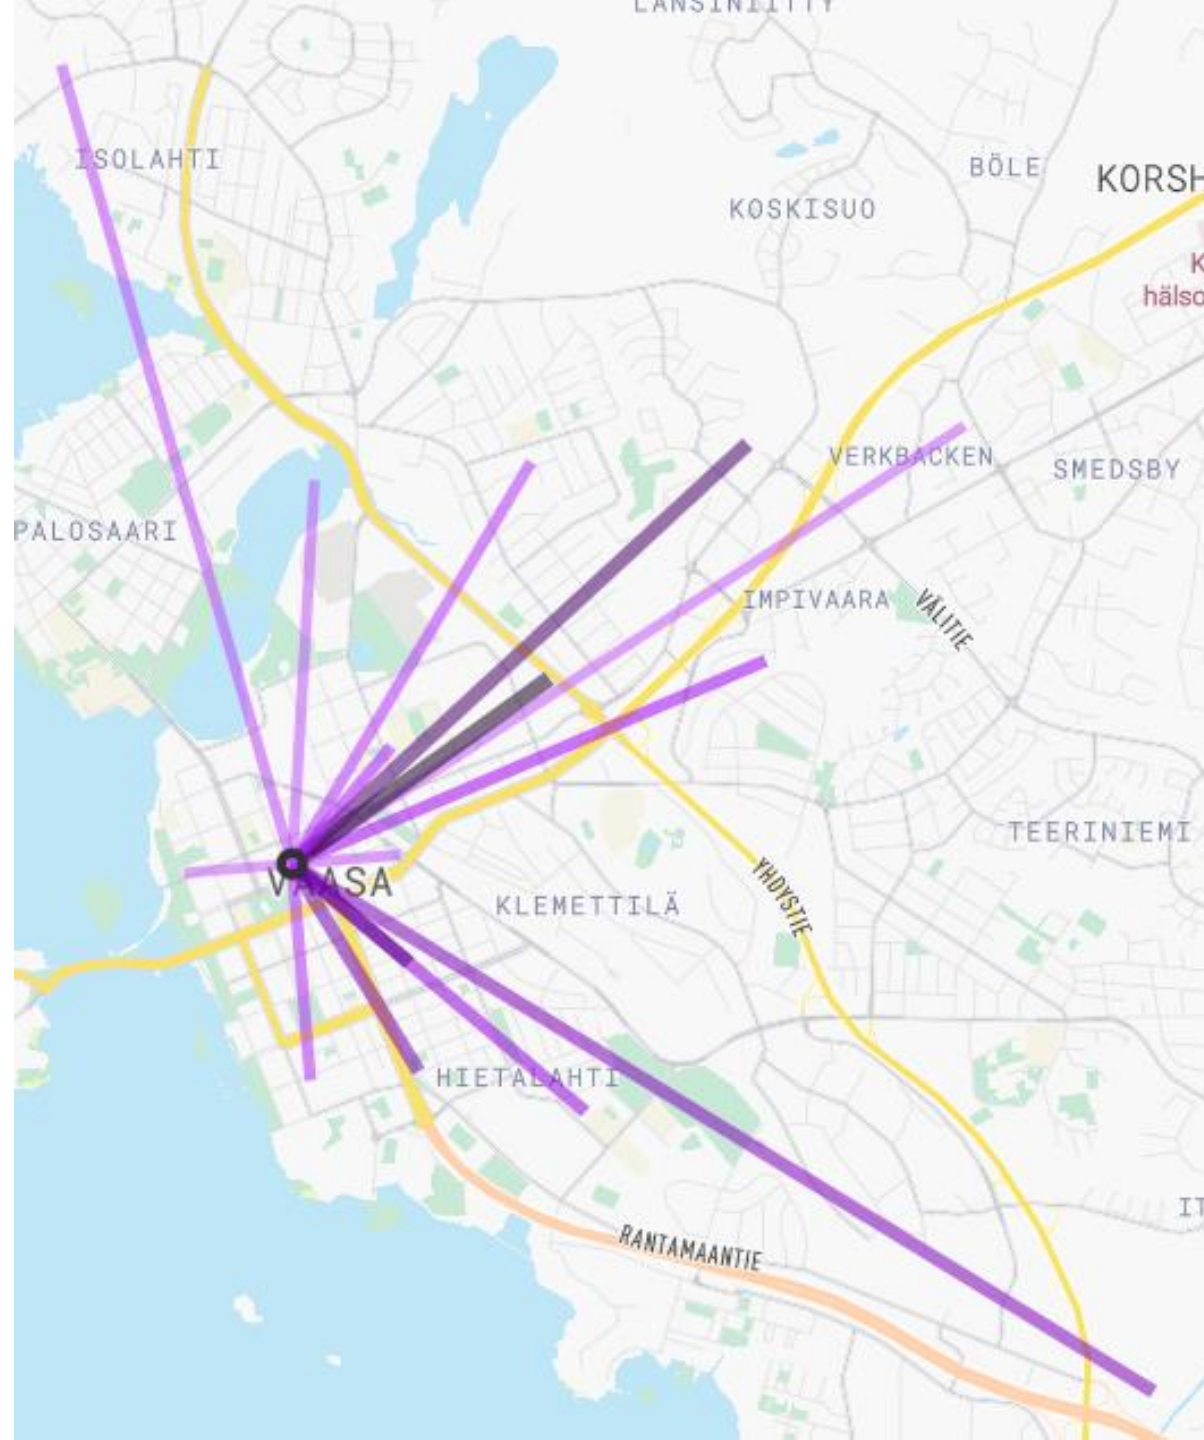 LÄNSINIITTY
ISOLAHTI
BÖLE
KORSH
KOSKISUO
K
hälso
VERKBACKEN
SMEDSBY
PALOSAARI
IMPIVAARA
VÄLITIE
TEERINIEMI
VAASA
KLEMETTILÄ
YHDYSTIE
HIETALAHTI
IT
RANTAMAANTIE